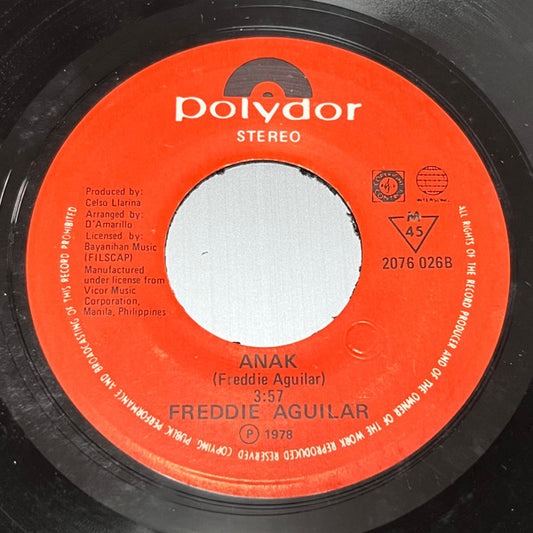 polydor
STEREO
Produced by:
Celso Llarina
Arranged by:
D'Amarillo
Licensed by:
Bayanihan Music
(FILSCAP)
Manufactured
under license from
Vicor Music
Corporation,
Manila, Philippines
M
45
2076 026B
ANAK
(Freddie Aguilar)
3:57
FREDDIE AGUILAR
Ⓟ 1978
ALL RIGHTS OF THE RECORD PRODUCER AND OF THE OWNER OF THE WORK REPRODUCED RESERVED COPYING PUBLIC PERFORMANCE AND BROADCASTING OF THIS RECORD PROHIBITED